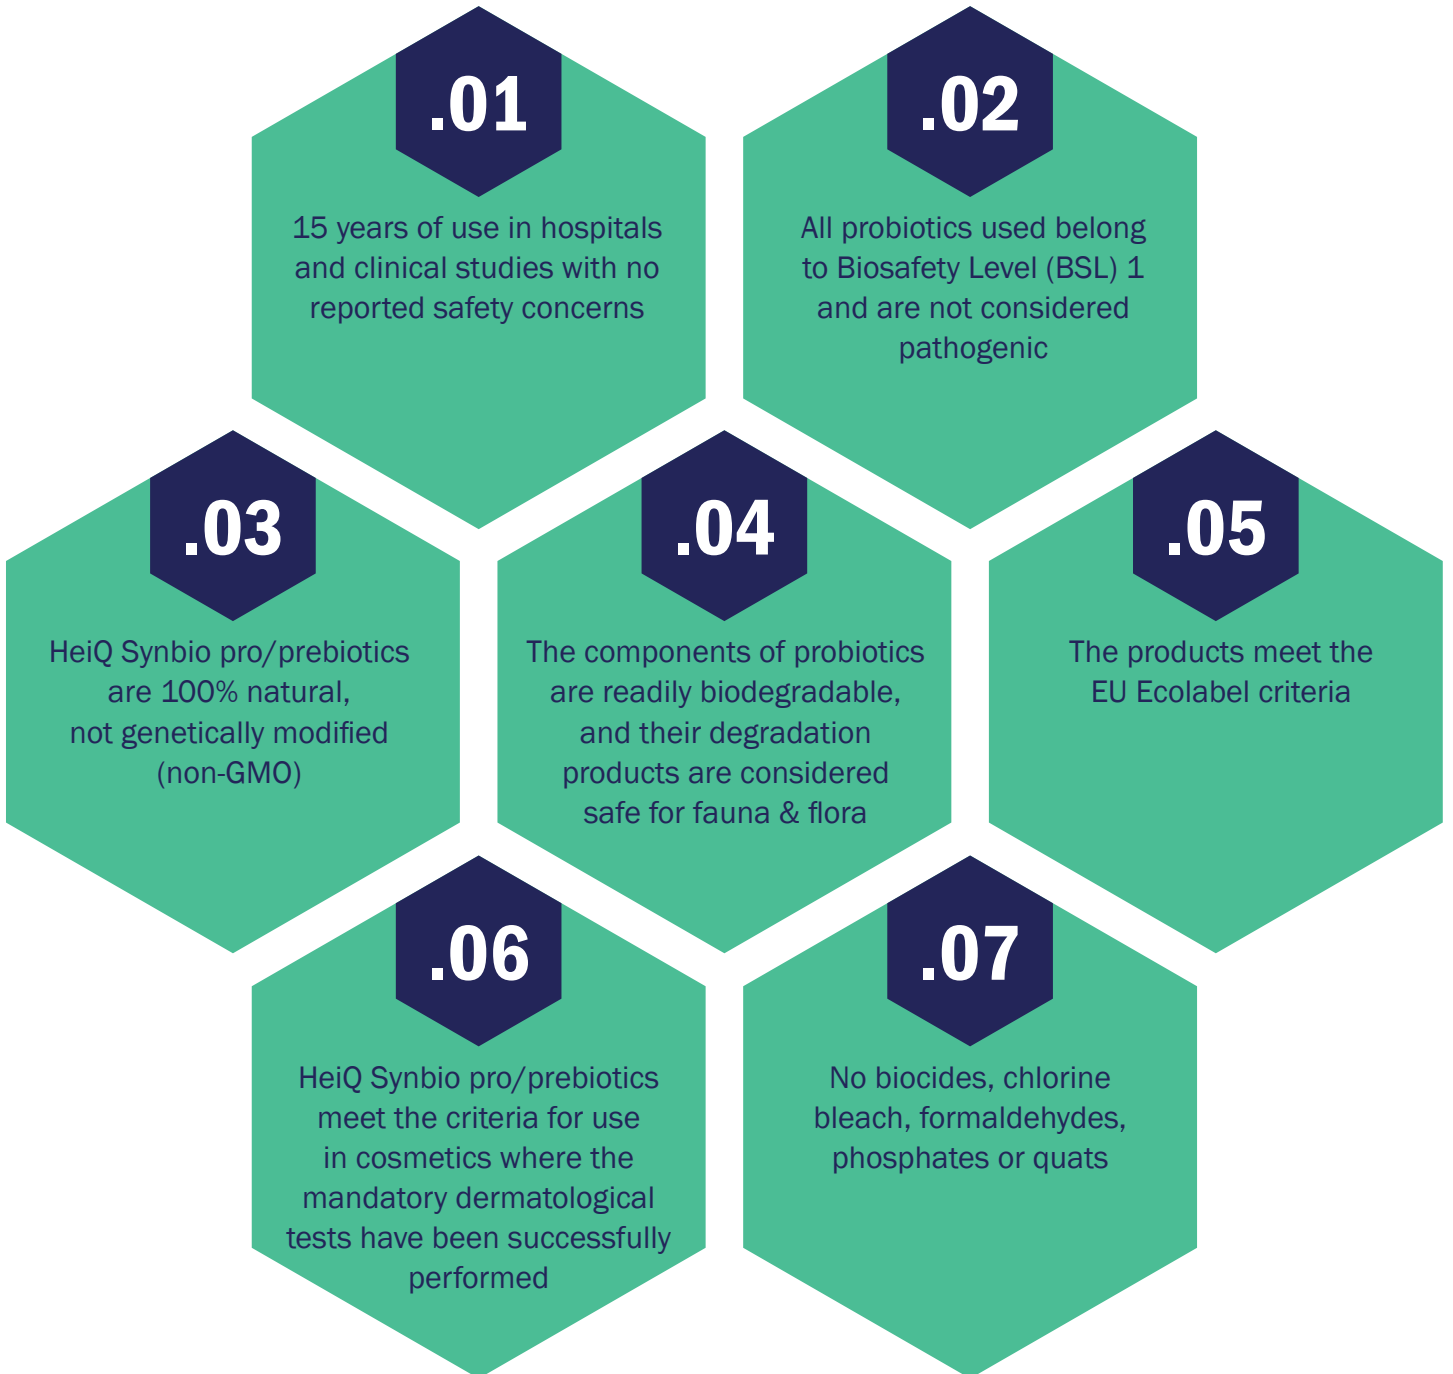 .01
15 years of use in hospitals
and clinical studies with no
reported safety concerns
.02
All probiotics used belong
to Biosafety Level (BSL) 1
and are not considered
pathogenic
.03
HeiQ Synbio pro/prebiotics
are 100% natural,
not genetically modified
(non-GMO)
.04
The components of probiotics
are readily biodegradable,
and their degradation
products are considered
safe for fauna & flora
.05
The products meet the
EU Ecolabel criteria
.06
HeiQ Synbio pro/prebiotics
meet the criteria for use
in cosmetics where the
mandatory dermatological
tests have been successfully
performed
.07
No biocides, chlorine
bleach, formaldehydes,
phosphates or quats